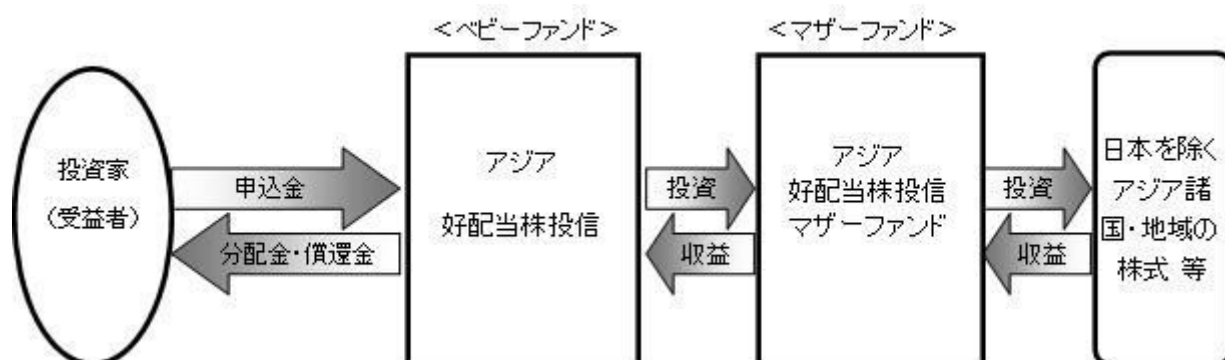 <ベビーファンド>
<マザーファンド>
投資家
(受益者)
申込金
分配金・償還金
アジア
好配当株投信
投資
収益
アジア
好配当株投信
マザーファンド
投資
収益
日本を除く
アジア諸
国・地域の
株式 等